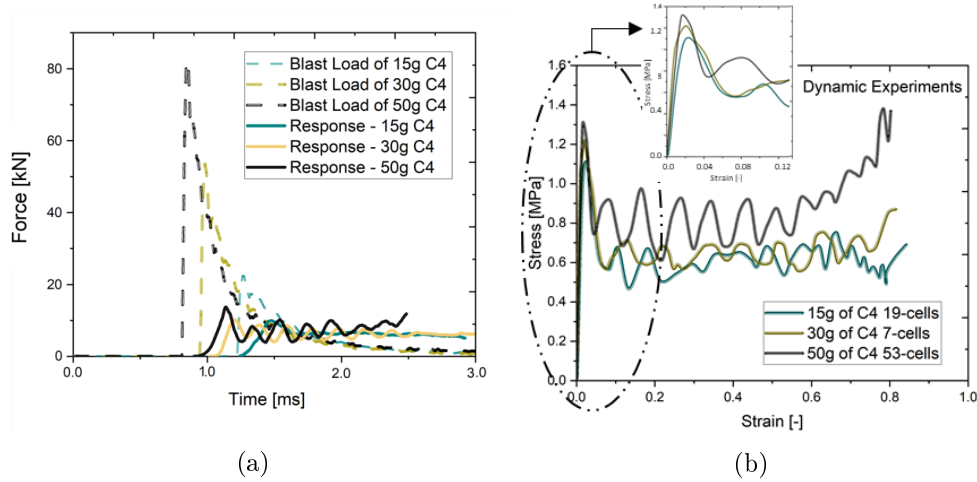 Force [kN]
80
60
40
20
0
0.0
1.0
2.0
3.0
Time [ms]
Blast Load of 15g C4
Blast Load of 30g C4
Blast Load of 50g C4
Response - 15g C4
Response - 30g C4
Response - 50g C4
(a)
Stress [MPa]
1.4
1.2
0.8
0.4
0.0
0
0.04
0.08
0.12
Strain [-]
Stress [MPa]
1.6
1.4
1.2
1.0
0.8
0.6
0.4
0.2
0.0
0.0
0.2
0.4
0.6
0.8
1.0
Strain [-]
Dynamic Experiments
15g of C4 19-cells
30g of C4 7-cells
50g of C4 53-cells
(b)